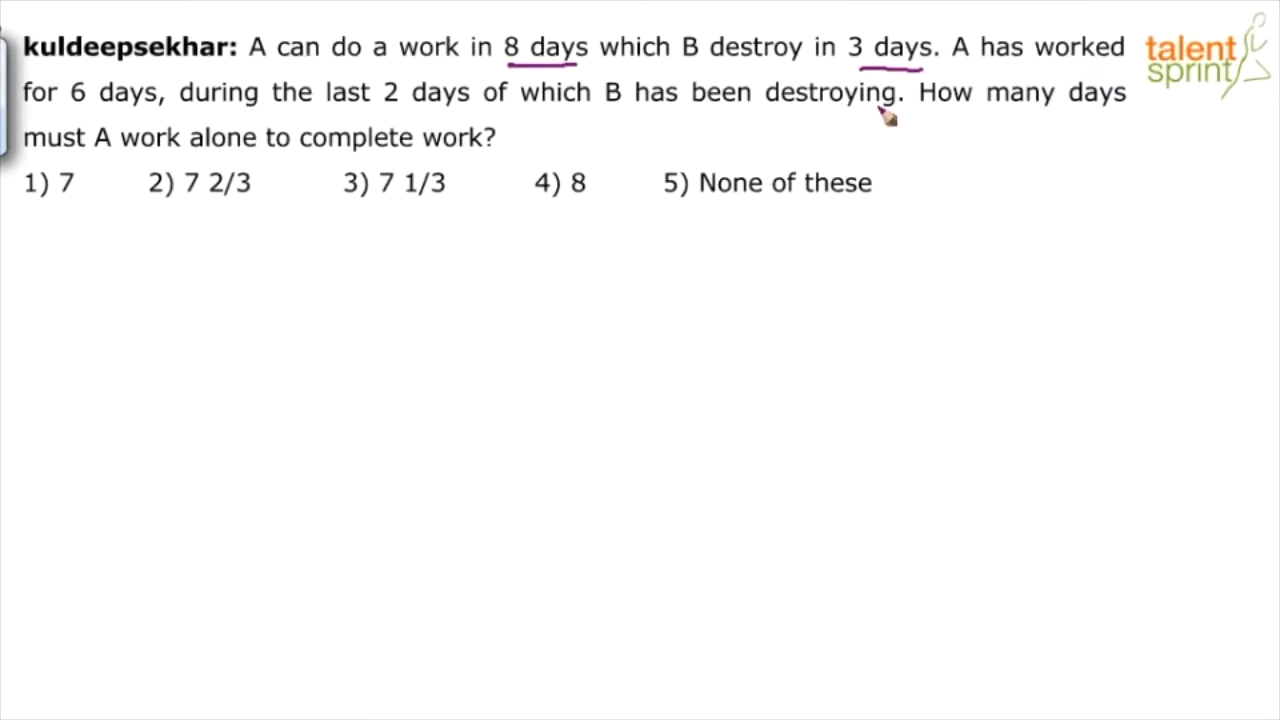 kuldeepsekhar: A can do a work in 8 days which B destroy in 3 days. A has worked
for 6 days, during the last 2 days of which B has been destroying. How many days
must A work alone to complete work?
1) 7 2) 7 2/3 3) 7 1/3 4) 8 5) None of these
talent
sprint